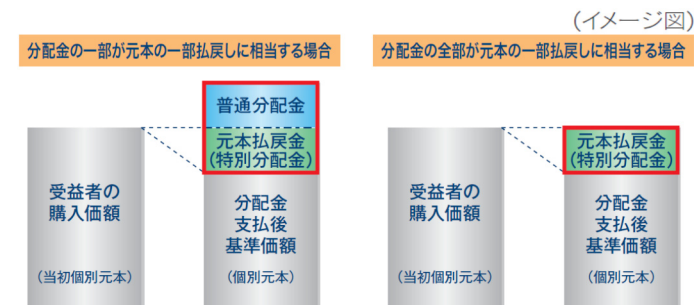 (イメージ図)
分配金の一部が元本の一部払戻しに相当する場合
分配金の全部が元本の一部払戻しに相当する場合
普通分配金
元本払戻金
(特別分配金)
受益者の
購入価額
(当初個別元本)
分配金
支払後
基準価額
(個別元本)
元本払戻金
(特別分配金)
受益者の
購入価額
(当初個別元本)
分配金
支払後
基準価額
(個別元本)